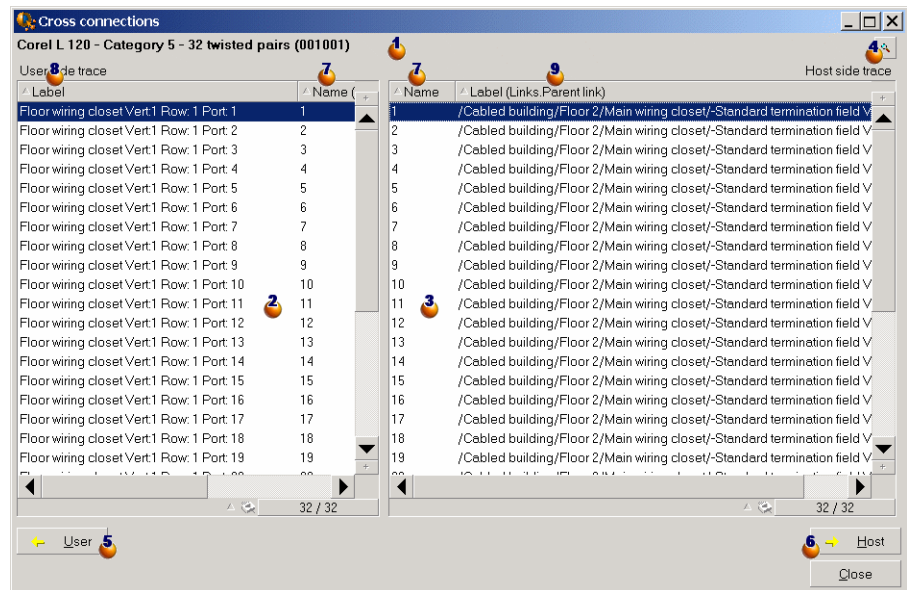 Cross connections
Corel L 120 - Category 5 - 32 twisted pairs (001001)
1
4
User side trace
8
7
7
9
Host side trace
Label
Name (
Name
Label (Links.Parent link)
Floor wiring closet Vert:1 Row: 1 Port: 1 1 1 /Cabled building/Floor 2/Main wiring closet/-Standard termination field V
Floor wiring closet Vert:1 Row: 1 Port: 2 2 2 /Cabled building/Floor 2/Main wiring closet/-Standard termination field V
Floor wiring closet Vert:1 Row: 1 Port: 3 3 3 /Cabled building/Floor 2/Main wiring closet/-Standard termination field V
Floor wiring closet Vert:1 Row: 1 Port: 4 4 4 /Cabled building/Floor 2/Main wiring closet/-Standard termination field V
Floor wiring closet Vert:1 Row: 1 Port: 5 5 5 /Cabled building/Floor 2/Main wiring closet/-Standard termination field V
Floor wiring closet Vert:1 Row: 1 Port: 6 6 6 /Cabled building/Floor 2/Main wiring closet/-Standard termination field V
Floor wiring closet Vert:1 Row: 1 Port: 7 7 7 /Cabled building/Floor 2/Main wiring closet/-Standard termination field V
Floor wiring closet Vert:1 Row: 1 Port: 8 8 8 /Cabled building/Floor 2/Main wiring closet/-Standard termination field V
Floor wiring closet Vert:1 Row: 1 Port: 9 9 9 /Cabled building/Floor 2/Main wiring closet/-Standard termination field V
Floor wiring closet Vert:1 Row: 1 Port: 10 10 10 /Cabled building/Floor 2/Main wiring closet/-Standard termination field V
Floor wiring closet Vert:1 Row: 1 Port: 11 2 11 11 3 /Cabled building/Floor 2/Main wiring closet/-Standard termination field V
Floor wiring closet Vert:1 Row: 1 Port: 12 12 12 /Cabled building/Floor 2/Main wiring closet/-Standard termination field V
Floor wiring closet Vert:1 Row: 1 Port: 13 13 13 /Cabled building/Floor 2/Main wiring closet/-Standard termination field V
Floor wiring closet Vert:1 Row: 1 Port: 14 14 14 /Cabled building/Floor 2/Main wiring closet/-Standard termination field V
Floor wiring closet Vert:1 Row: 1 Port: 15 15 15 /Cabled building/Floor 2/Main wiring closet/-Standard termination field V
Floor wiring closet Vert:1 Row: 1 Port: 16 16 16 /Cabled building/Floor 2/Main wiring closet/-Standard termination field V
Floor wiring closet Vert:1 Row: 1 Port: 17 17 17 /Cabled building/Floor 2/Main wiring closet/-Standard termination field V
Floor wiring closet Vert:1 Row: 1 Port: 18 18 18 /Cabled building/Floor 2/Main wiring closet/-Standard termination field V
Floor wiring closet Vert:1 Row: 1 Port: 19 19 19 /Cabled building/Floor 2/Main wiring closet/-Standard termination field V
32 / 32
32 / 32
User 5
6 Host
Close